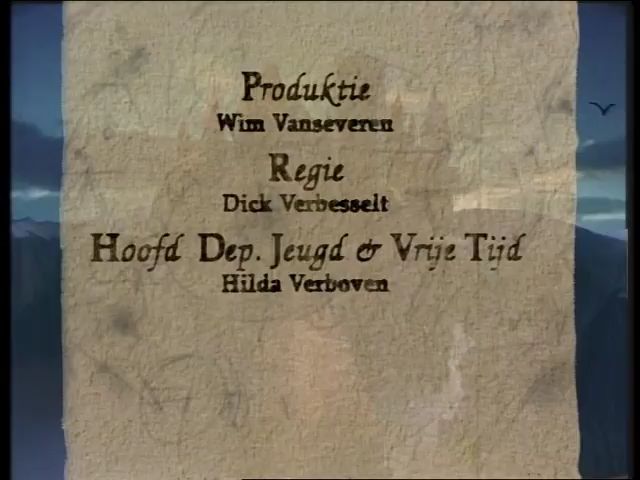 Produktie
Wim Vanseveren
Regie
Dick Verbesselt
Hoofd Dep. Jeugd & Vrije Tijd
Hilda Verboven